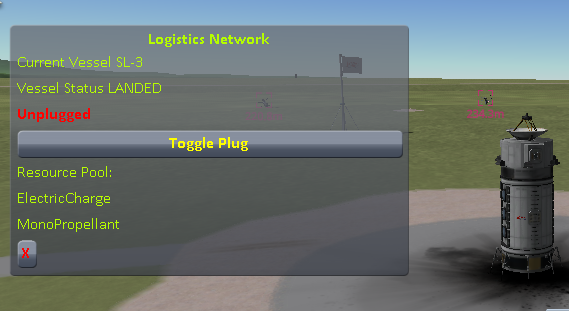 Logistics Network
Current Vessel SL-3
Vessel Status LANDED
Unplugged
Toggle Plug
Resource Pool:
ElectricCharge
MonoPropellant
X